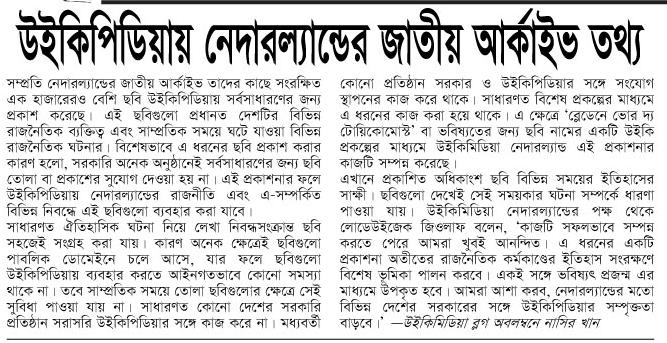 উইকিপিডিয়ায় নেদারল্যান্ডের জাতীয় আর্কাইভ তথ্য
সম্প্রতি নেদারল্যান্ডের জাতীয় আর্কাইভ তাদের কাছে সংরক্ষিত
এক হাজারেরও বেশি ছবি উইকিপিডিয়ায় সর্বসাধারণের জন্য
প্রকাশ করেছে। এই ছবিগুলো প্রধানত দেশটির বিভিন্ন
রাজনৈতিক ব্যক্তিত্ব এবং সাম্প্রতিক সময়ে ঘটে যাওয়া বিভিন্ন
রাজনৈতিক ঘটনার। বিশেষভাবে এ ধরনের ছবি প্রকাশ করার
কারণ হলো, সরকারি অনেক অনুষ্ঠানেই সর্বসাধারণের জন্য ছবি
তোলা বা প্রকাশের সুযোগ দেওয়া হয় না। এই প্রকাশনার ফলে
উইকিপিডিয়ায় নেদারল্যান্ডের রাজনীতি এবং এ-সম্পর্কিত
বিভিন্ন নিবন্ধে এই ছবিগুলো ব্যবহার করা যাবে।
সাধারণত ঐতিহাসিক ঘটনা নিয়ে লেখা নিবন্ধসংক্রান্ত ছবি
সহজেই সংগ্রহ করা যায়। কারণ অনেক ক্ষেত্রেই ছবিগুলো
পাবলিক ডোমেইনে চলে আসে, যার ফলে ছবিগুলো
উইকিপিডিয়ায় ব্যবহার করতে আইনগতভাবে কোনো সমস্যা
থাকে না। তবে সাম্প্রতিক সময়ে তোলা ছবিগুলোর ক্ষেত্রে সেই
সুবিধা পাওয়া যায় না। সাধারণত কোনো দেশের সরকারি
প্রতিষ্ঠান সরাসরি উইকিপিডিয়ার সঙ্গে কাজ করে না। মধ্যবর্তী
কোনো প্রতিষ্ঠান সরকার ও উইকিপিডিয়ার সঙ্গে সংযোগ
স্থাপনের কাজ করে থাকে। সাধারণত বিশেষ প্রকল্পের মাধ্যমে
এ ধরনের কাজ করা হয়ে থাকে। এ ক্ষেত্রে 'ব্লেডেনে ভোর দ্য
টোয়িকোমোস্ট' বা ভবিষ্যতের জন্য ছবি নামের একটি উইকি
প্রকল্পের মাধ্যমে উইকিমিডিয়া নেদারল্যান্ড এই প্রকাশনার
কাজটি সম্পন্ন করেছে।
এখানে প্রকাশিত অধিকাংশ ছবি বিভিন্ন সময়ের ইতিহাসের
সাক্ষী। ছবিগুলো দেখেই সেই সময়কার ঘটনা সম্পর্কে ধারণা
পাওয়া যায়। উইকিমিডিয়া নেদারল্যান্ডের পক্ষ থেকে
লোডেউইজেক জিওলাফ বলেন, 'কাজটি সফলভাবে সম্পন্ন
করতে পেরে আমরা খুবই আনন্দিত। এ ধরনের একটি
প্রকাশনা অতীতের রাজনৈতিক কর্মকাণ্ডের ইতিহাস সংরক্ষণে
বিশেষ ভূমিকা পালন করবে। একই সঙ্গে ভবিষ্যৎ প্রজন্ম এর
মাধ্যমে উপকৃত হবে। আমরা আশা করব, নেদারল্যান্ডের মতো
বিভিন্ন দেশের সরকারের সঙ্গে উইকিপিডিয়ার সম্পৃক্ততা
বাড়বে।' —উইকিমিডিয়া ব্লগ অবলম্বনে নাসির খান